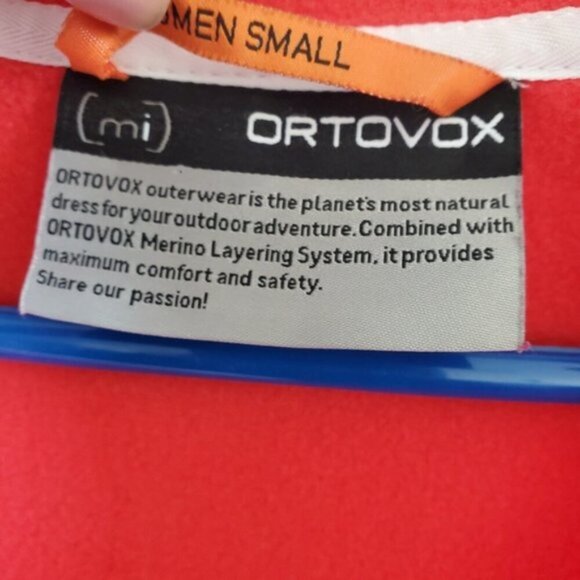 OMEN SMALL
(mi) ORTOVOX
ORTOVOX outerwear is the planet's most natural
dress for your outdoor adventure. Combined with
ORTOVOX Merino Layering System, it provides
maximum comfort and safety.
Share our passion!